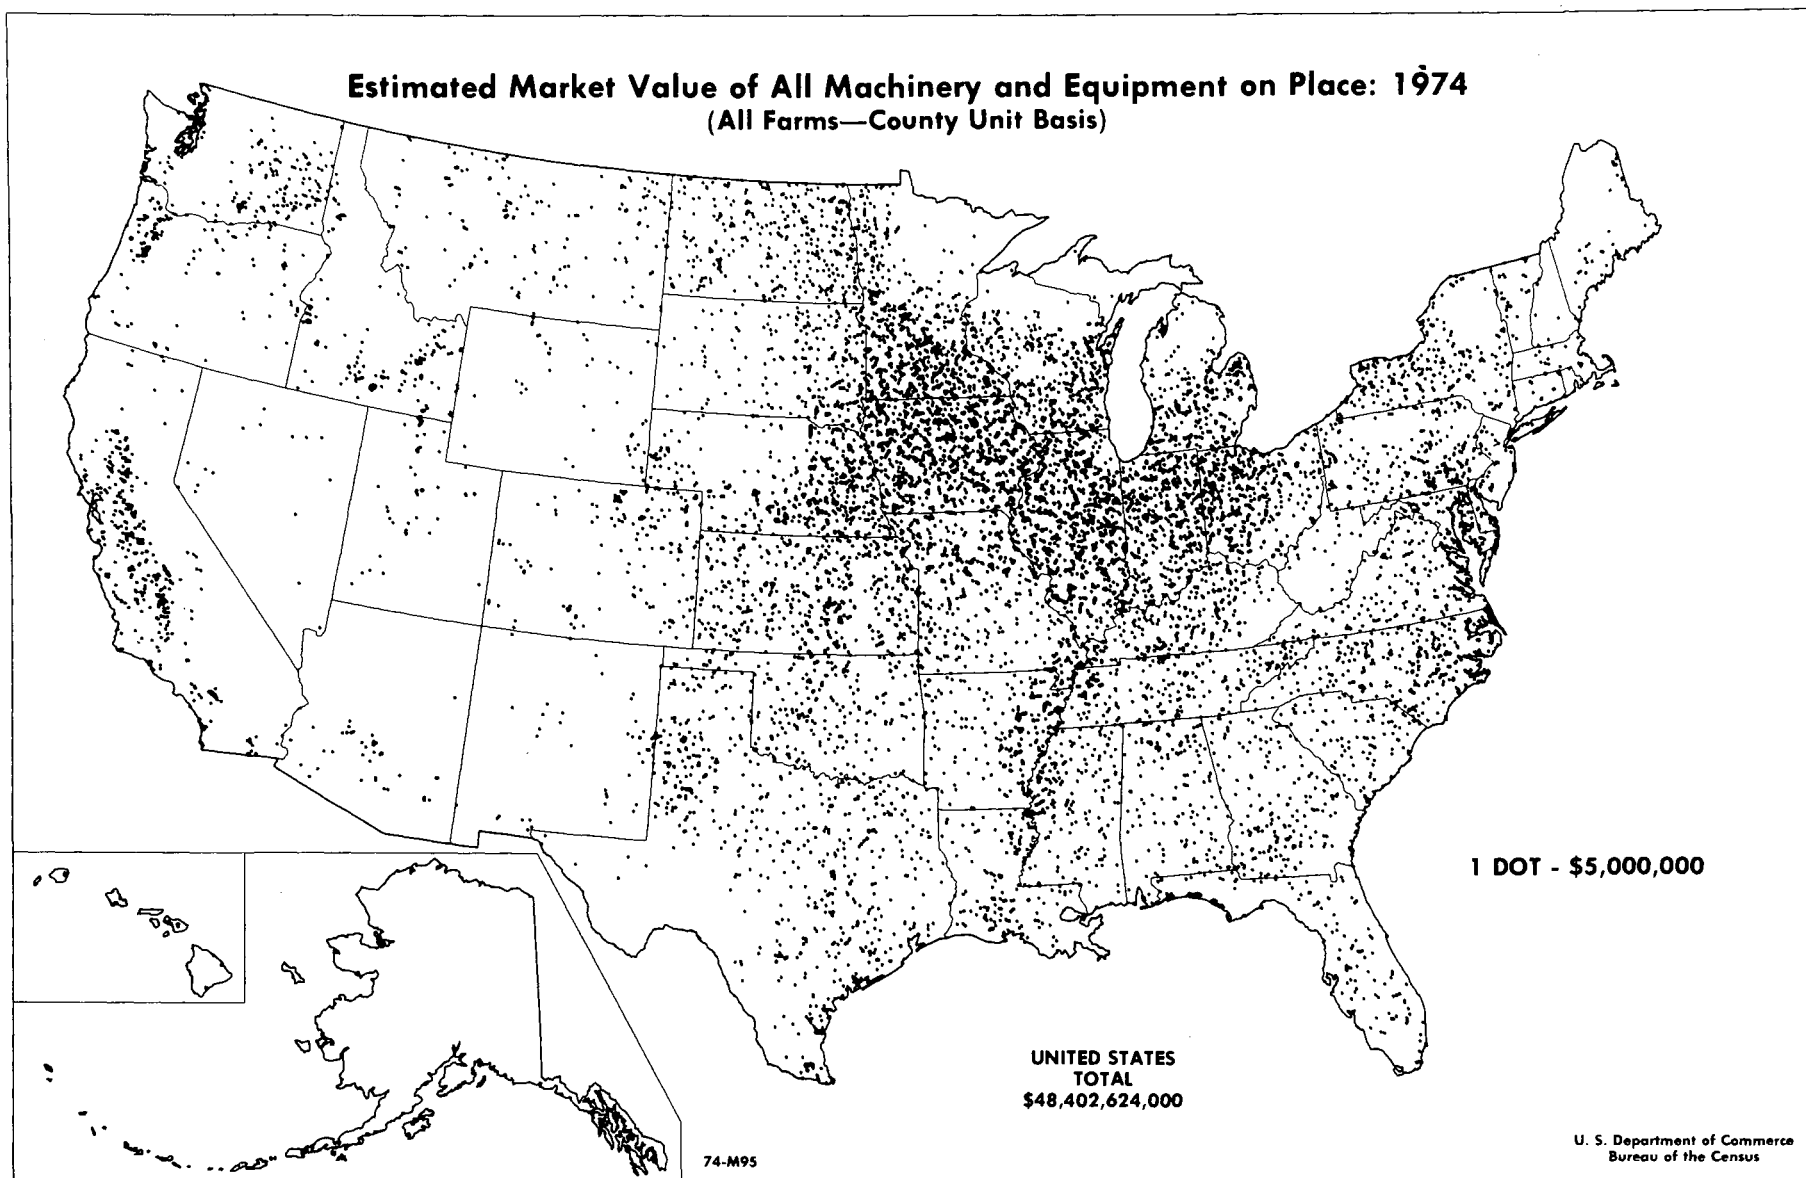 Estimated Market Value of All Machinery and Equipment on Place: 1974
(All Farms—County Unit Basis)
1 DOT - $5,000,000
UNITED STATES
TOTAL
$48,402,624,000
74-M95
U. S. Department of Commerce
Bureau of the Census